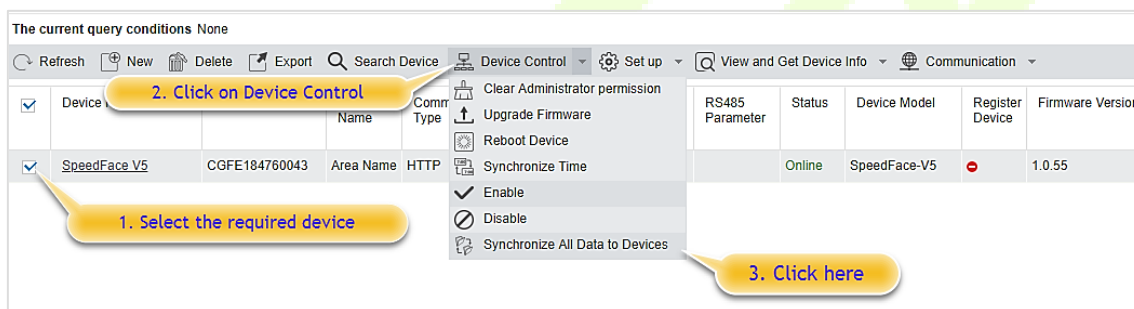 The current query conditions None
Refresh New Delete Export Search Device Device Control Set up View and Get Device Info Communication
2. Click on Device Control
Clear Administrator permission
Upgrade Firmware
Reboot Device
Synchronize Time
Enable
Disable
Synchronize All Data to Devices
Device Name Comm Type RS485 Parameter Status Device Model Register Device Firmware Version
SpeedFace V5 CGFE184760043 Area Name HTTP Online SpeedFace-V5 1.0.55
1. Select the required device
3. Click here